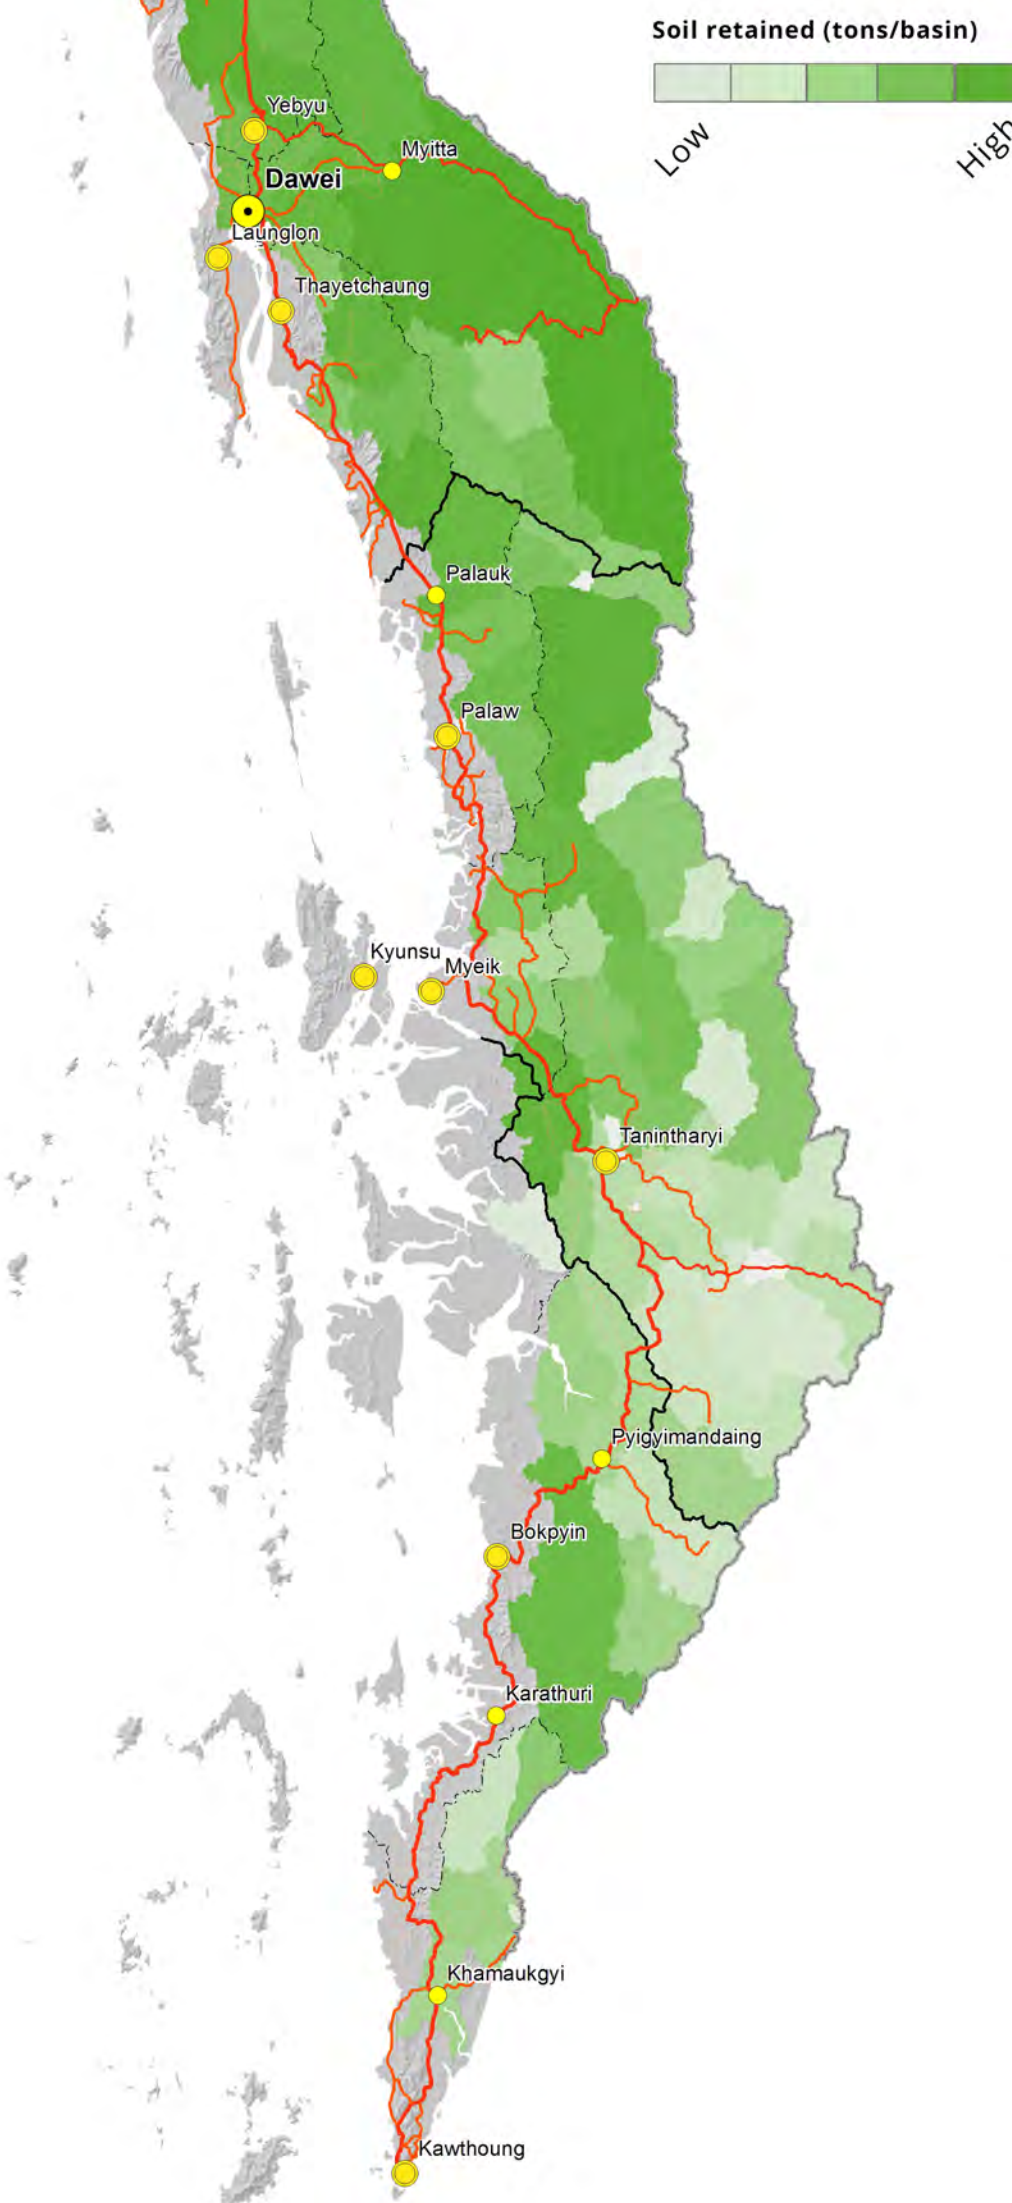 Soil retained (tons/basin)
Low
High
Yebyu
Myitta
Dawei
Launglon
Thayetchaung
Palauk
Palaw
Kyunsu
Myeik
Tanintharyi
Pyigyimandaing
Bokpyin
Karathuri
Khamaukgyi
Kawthoung